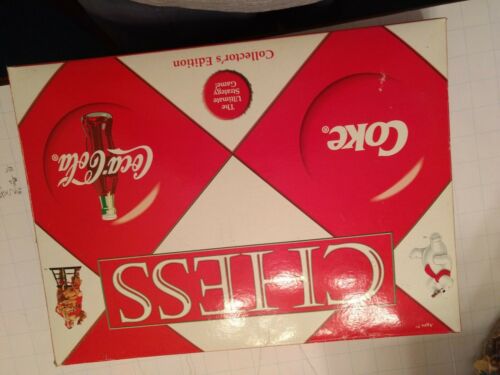 CHESS
Coke®
Coca-Cola®
The
Ultimate
Strategy
Game!
Collector's Edition